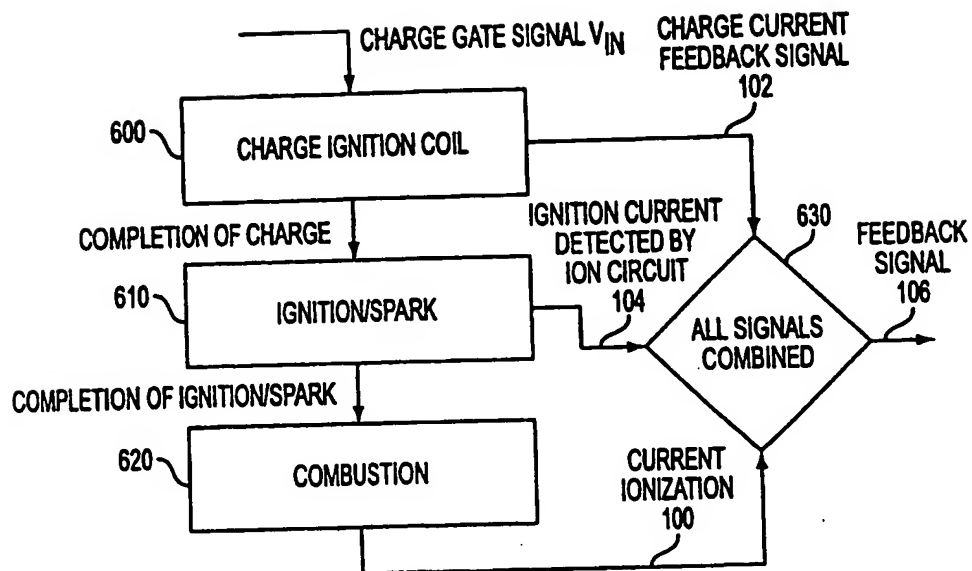 CHARGE GATE SIGNAL VIN
CHARGE CURRENT
FEEDBACK SIGNAL
102
600
CHARGE IGNITION COIL
COMPLETION OF CHARGE
IGNITION CURRENT
DETECTED BY
ION CIRCUIT
104
630
FEEDBACK
SIGNAL
106
610
IGNITION/SPARK
ALL SIGNALS
COMBINED
COMPLETION OF IGNITION/SPARK
620
COMBUSTION
CURRENT
IONIZATION
100